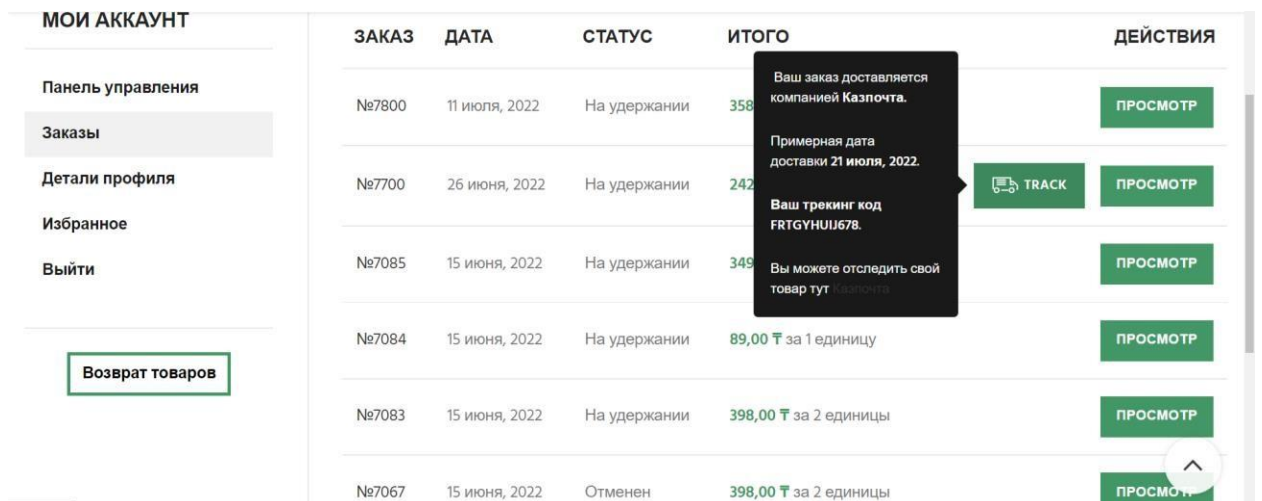 МОЙ АККАУНТ
Панель управления
Заказы
Детали профиля
Избранное
Выйти
Возврат товаров
ЗАКАЗ ДАТА СТАТУС ИТОГО ДЕЙСТВИЯ
№7800 11 июля, 2022 На удержании 358 ПРОСМОТР
№7700 26 июня, 2022 На удержании 242 TRACK ПРОСМОТР
№7085 15 июня, 2022 На удержании 349 ПРОСМОТР
№7084 15 июня, 2022 На удержании 89,00 ₸ за 1 единицу ПРОСМОТР
№7083 15 июня, 2022 На удержании 398,00 ₸ за 2 единицы ПРОСМОТР
№7067 15 июня, 2022 Отменен 398,00 ₸ за 2 единицы ПРОСМОТР
Ваш заказ доставляется
компанией Казпочта.
Примерная дата
доставки 21 июля, 2022.
Ваш трекинг код
FRTGYHUIJ678.
Вы можете отследить свой
товар тут Казпочта